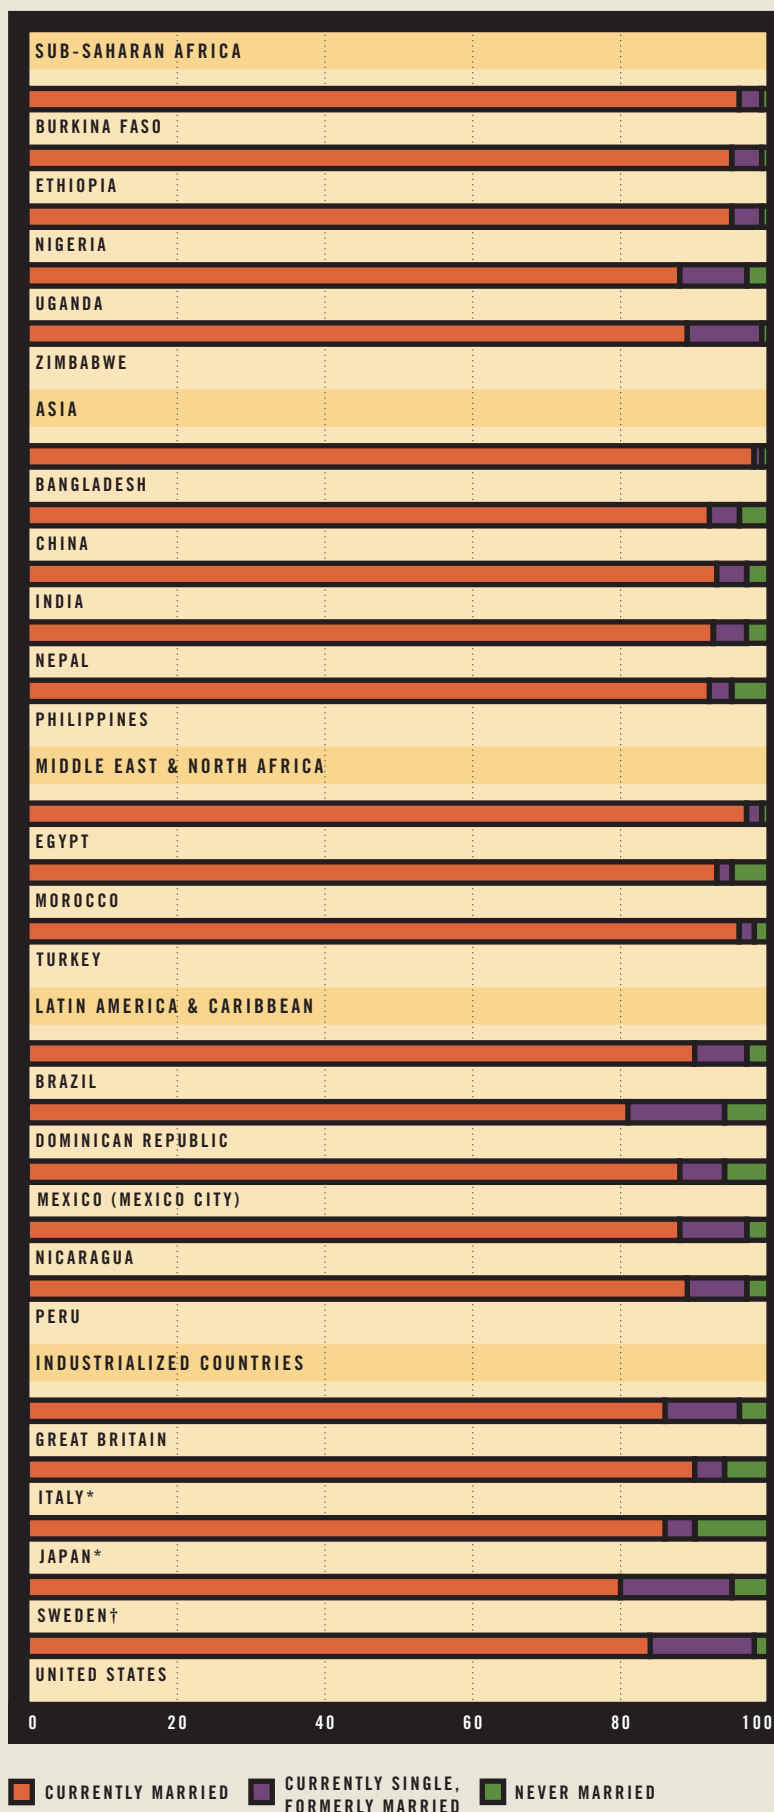 SUB-SAHARAN AFRICA
BURKINA FASO
ETHIOPIA
NIGERIA
UGANDA
ZIMBABWE
ASIA
BANGLADESH
CHINA
INDIA
NEPAL
PHILIPPINES
MIDDLE EAST & NORTH AFRICA
EGYPT
MOROCCO
TURKEY
LATIN AMERICA & CARIBBEAN
BRAZIL
DOMINICAN REPUBLIC
MEXICO (MEXICO CITY)
NICARAGUA
PERU
INDUSTRIALIZED COUNTRIES
GREAT BRITAIN
ITALY*
JAPAN*
SWEDEN†
UNITED STATES
0 20 40 60 80 100
CURRENTLY MARRIED
CURRENTLY SINGLE,
FORMERLY MARRIED
NEVER MARRIED